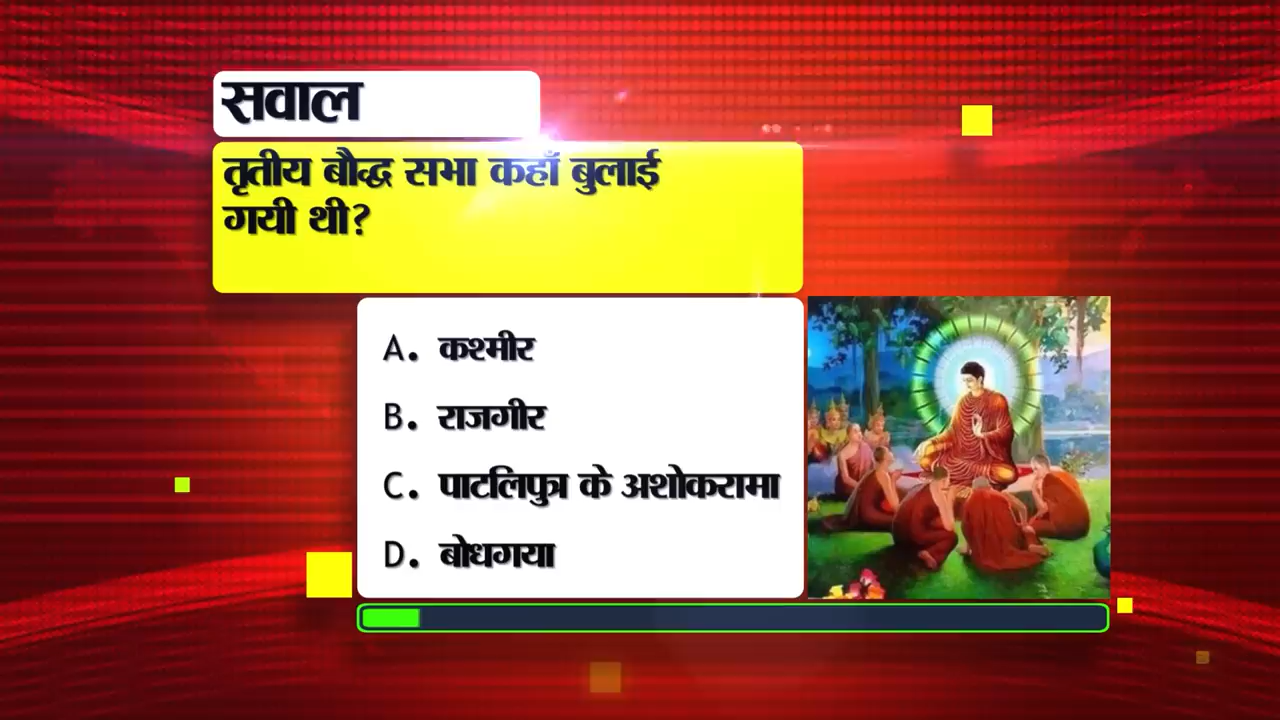 सवाल
तृतीय बौद्ध सभा कहाँ बुलाई
गयी थी?
A. कश्मीर
B. राजगीर
C. पाटलिपुत्र के अशोकरामा
D. बोधगया